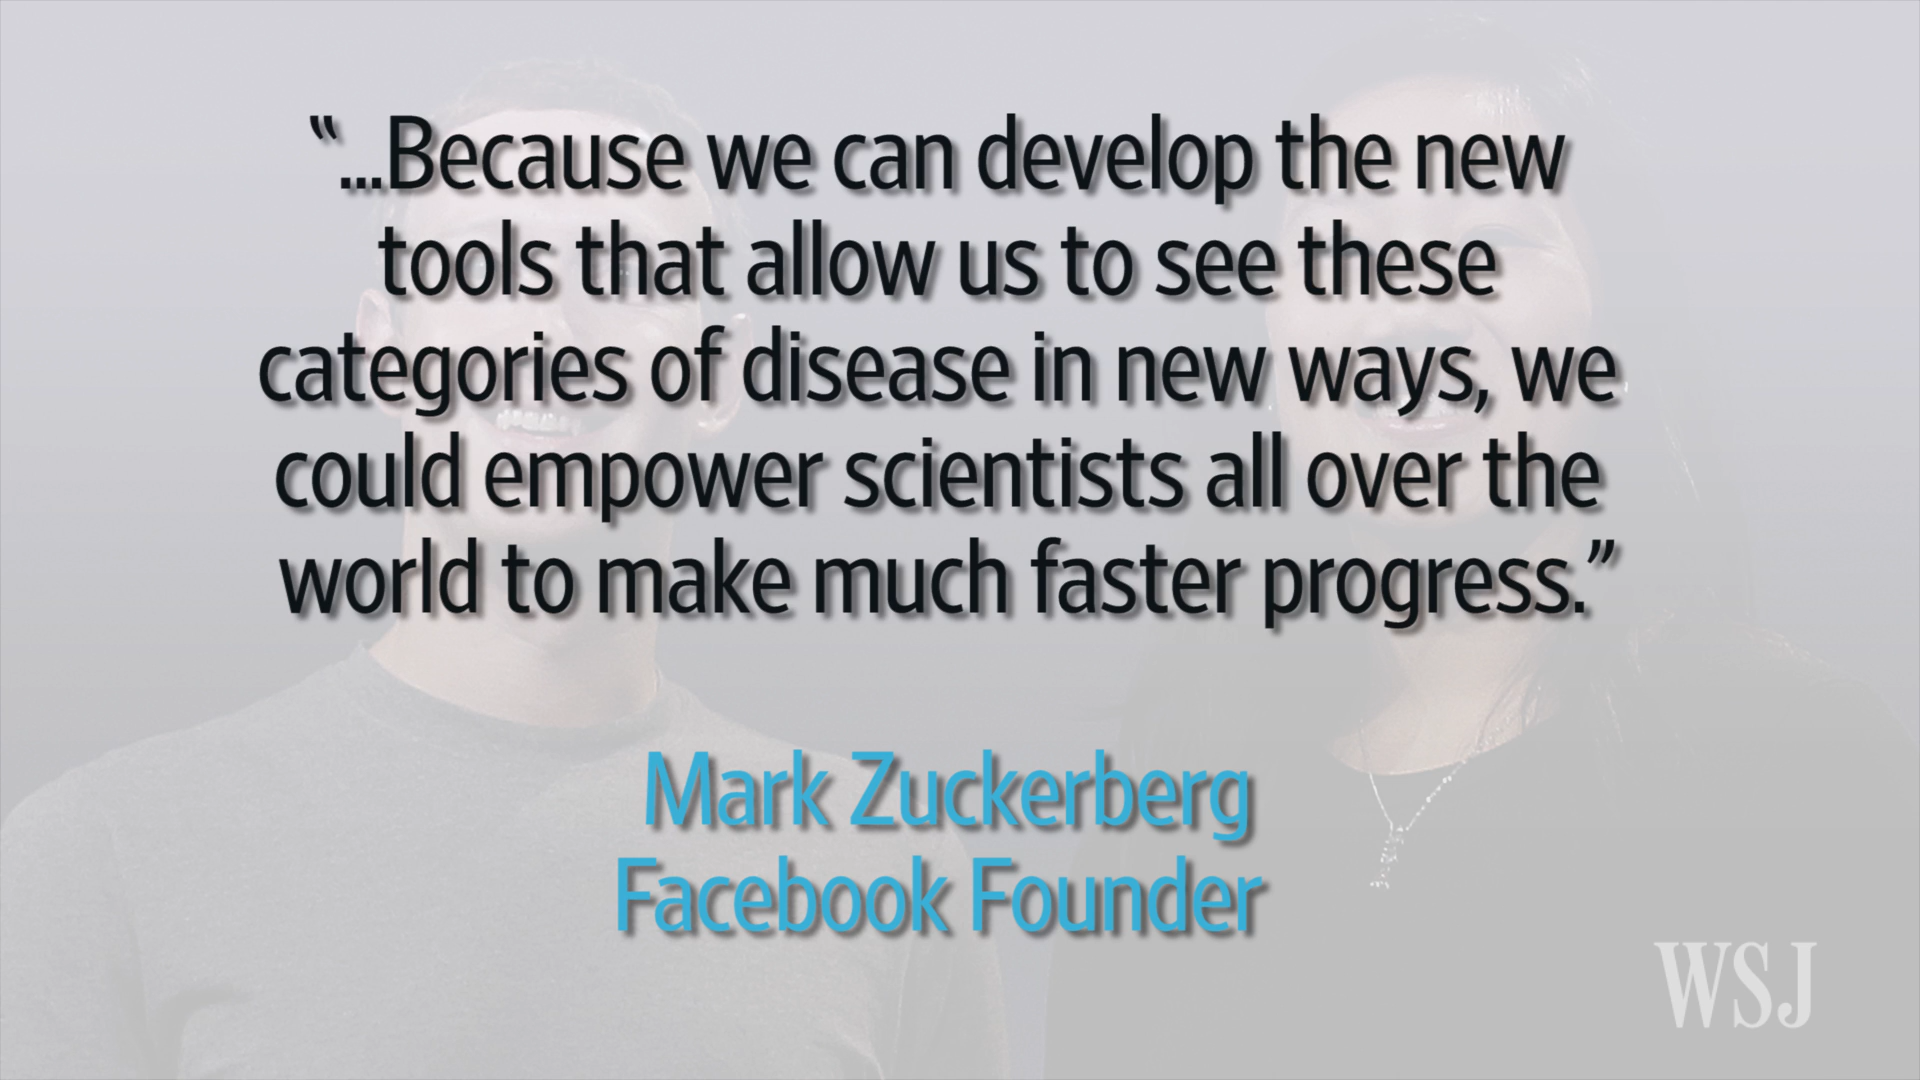 “...Because we can develop the new
tools that allow us to see these
categories of disease in new ways, we
could empower scientists all over the
world to make much faster progress.”
Mark Zuckerberg
Facebook Founder
WSJ